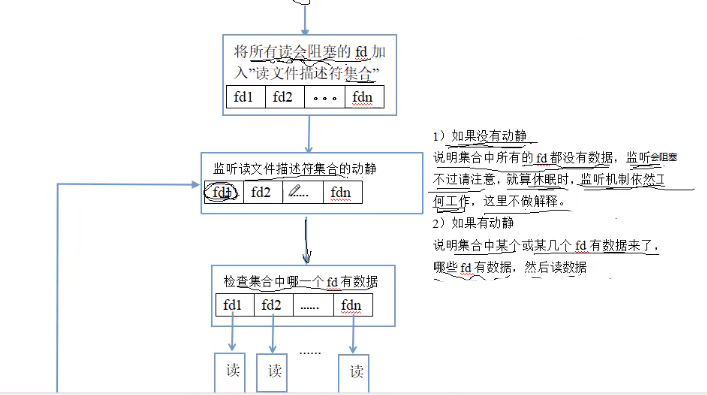 将所有读会阻塞的 fd 加
入”读文件描述符集合”
fd1 fd2 ∘∘∘ fdn
监听读文件描述符集合的动静
fd2 …… fdn
检查集合中哪一个 fd 有数据
fd1 fd2 …… fdn
读 读 …… 读
1）如果没有动静
说明集合中所有的 fd 都没有数据，监听会阻塞
不过请注意，就算休眠时，监听机制依然
何工作，这里不做解释。
2）如果有动静
说明集合中某个或某几个 fd 有数据来了，
哪些 fd 有数据，然后读数据